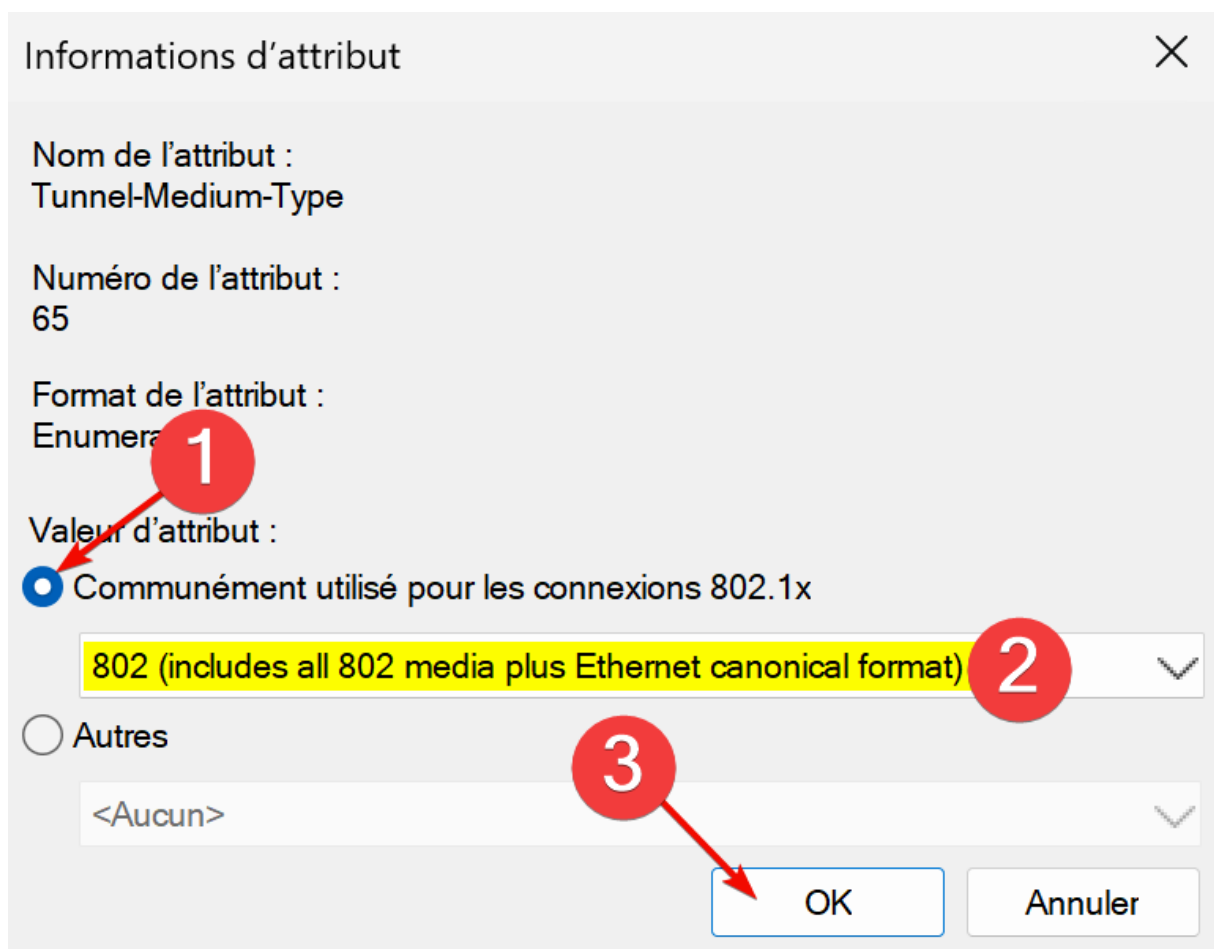 Informations d’attribut
Nom de l’attribut :
Tunnel-Medium-Type
Numéro de l’attribut :
65
Format de l’attribut :
1
Valeur d’attribut :
Communément utilisé pour les connexions 802.1x
802 (includes all 802 media plus Ethernet canonical format)
2
Autres
3
<Aucun>
OK
Annuler